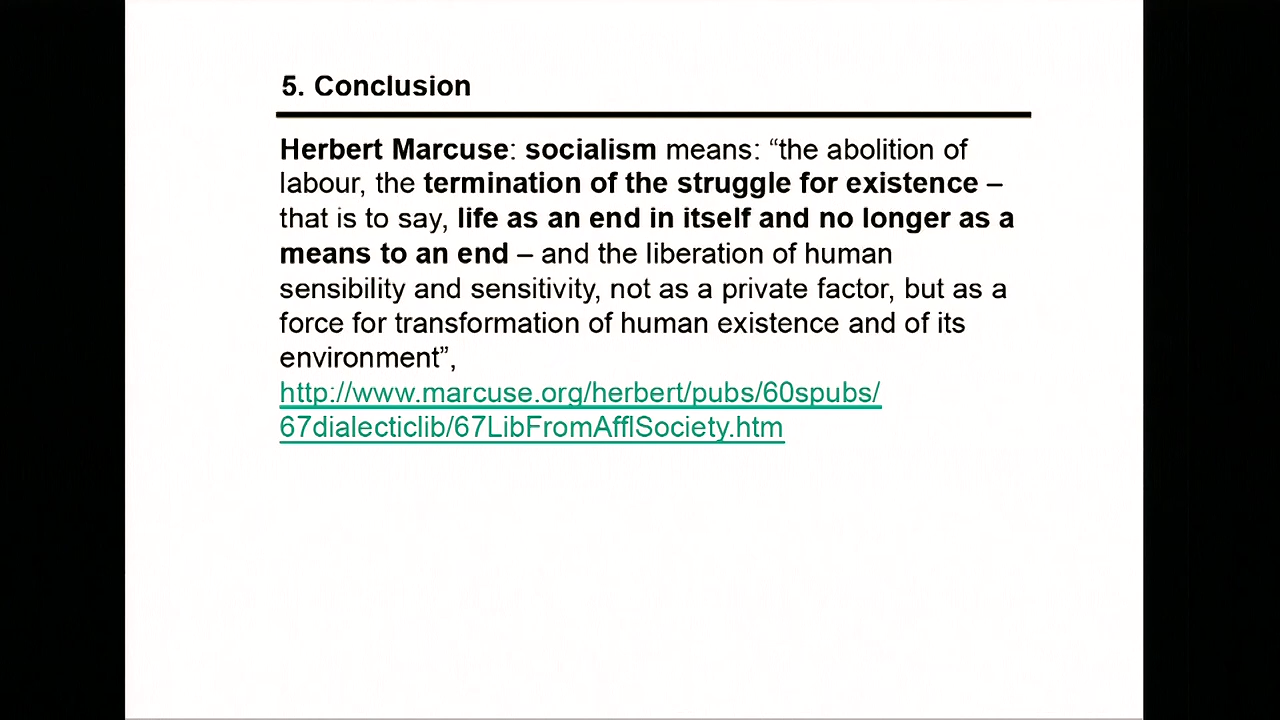 5. Conclusion
Herbert Marcuse: socialism means: “the abolition of
labour, the termination of the struggle for existence –
that is to say, life as an end in itself and no longer as a
means to an end – and the liberation of human
sensibility and sensitivity, not as a private factor, but as a
force for transformation of human existence and of its
environment”,
http://www.marcuse.org/herbert/pubs/60spubs/
67dialecticlib/67LibFromAfflSociety.htm